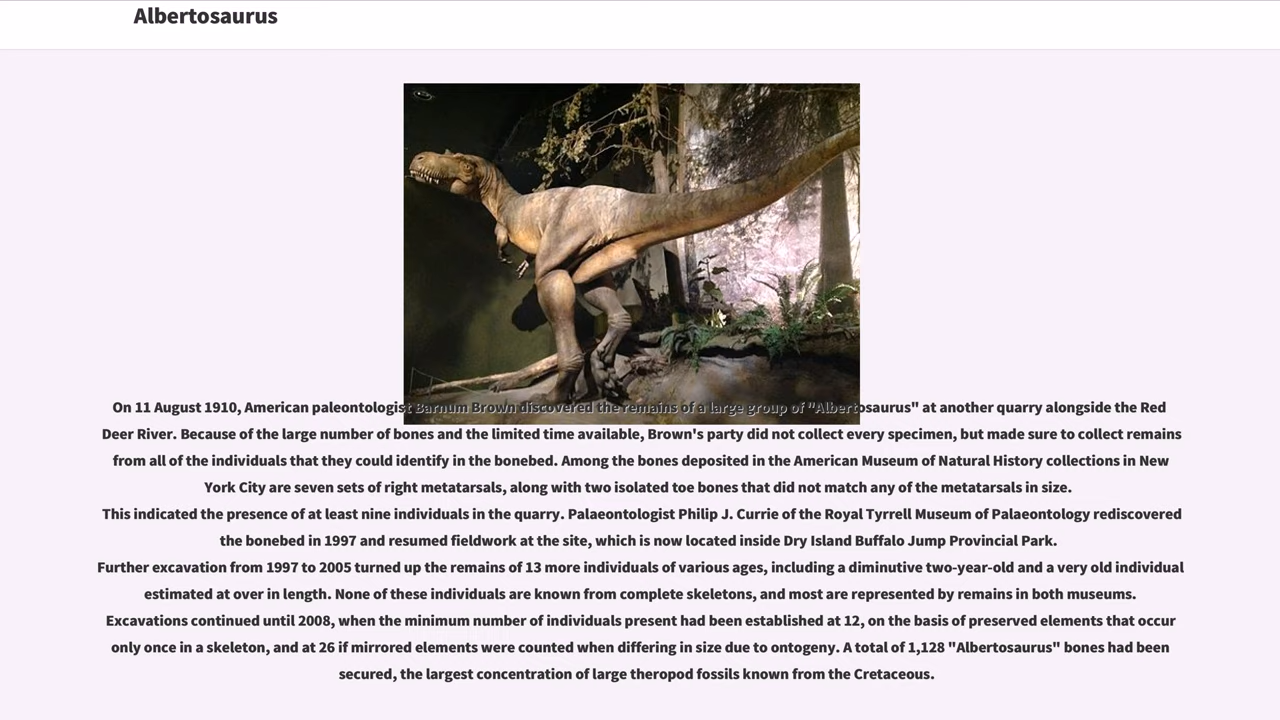 Albertosaurus
On 11 August 1910, American paleontologist Barnum Brown discovered the remains of a large group of "Albertosaurus" at another quarry alongside the Red
Deer River. Because of the large number of bones and the limited time available, Brown's party did not collect every specimen, but made sure to collect remains
from all of the individuals that they could identify in the bonebed. Among the bones deposited in the American Museum of Natural History collections in New
York City are seven sets of right metatarsals, along with two isolated toe bones that did not match any of the metatarsals in size.
This indicated the presence of at least nine individuals in the quarry. Palaeontologist Philip J. Currie of the Royal Tyrrell Museum of Palaeontology rediscovered
the bonebed in 1997 and resumed fieldwork at the site, which is now located inside Dry Island Buffalo Jump Provincial Park.
Further excavation from 1997 to 2005 turned up the remains of 13 more individuals of various ages, including a diminutive two-year-old and a very old individual
estimated at over in length. None of these individuals are known from complete skeletons, and most are represented by remains in both museums.
Excavations continued until 2008, when the minimum number of individuals present had been established at 12, on the basis of preserved elements that occur
only once in a skeleton, and at 26 if mirrored elements were counted when differing in size due to ontogeny. A total of 1,128 "Albertosaurus" bones had been
secured, the largest concentration of large theropod fossils known from the Cretaceous.